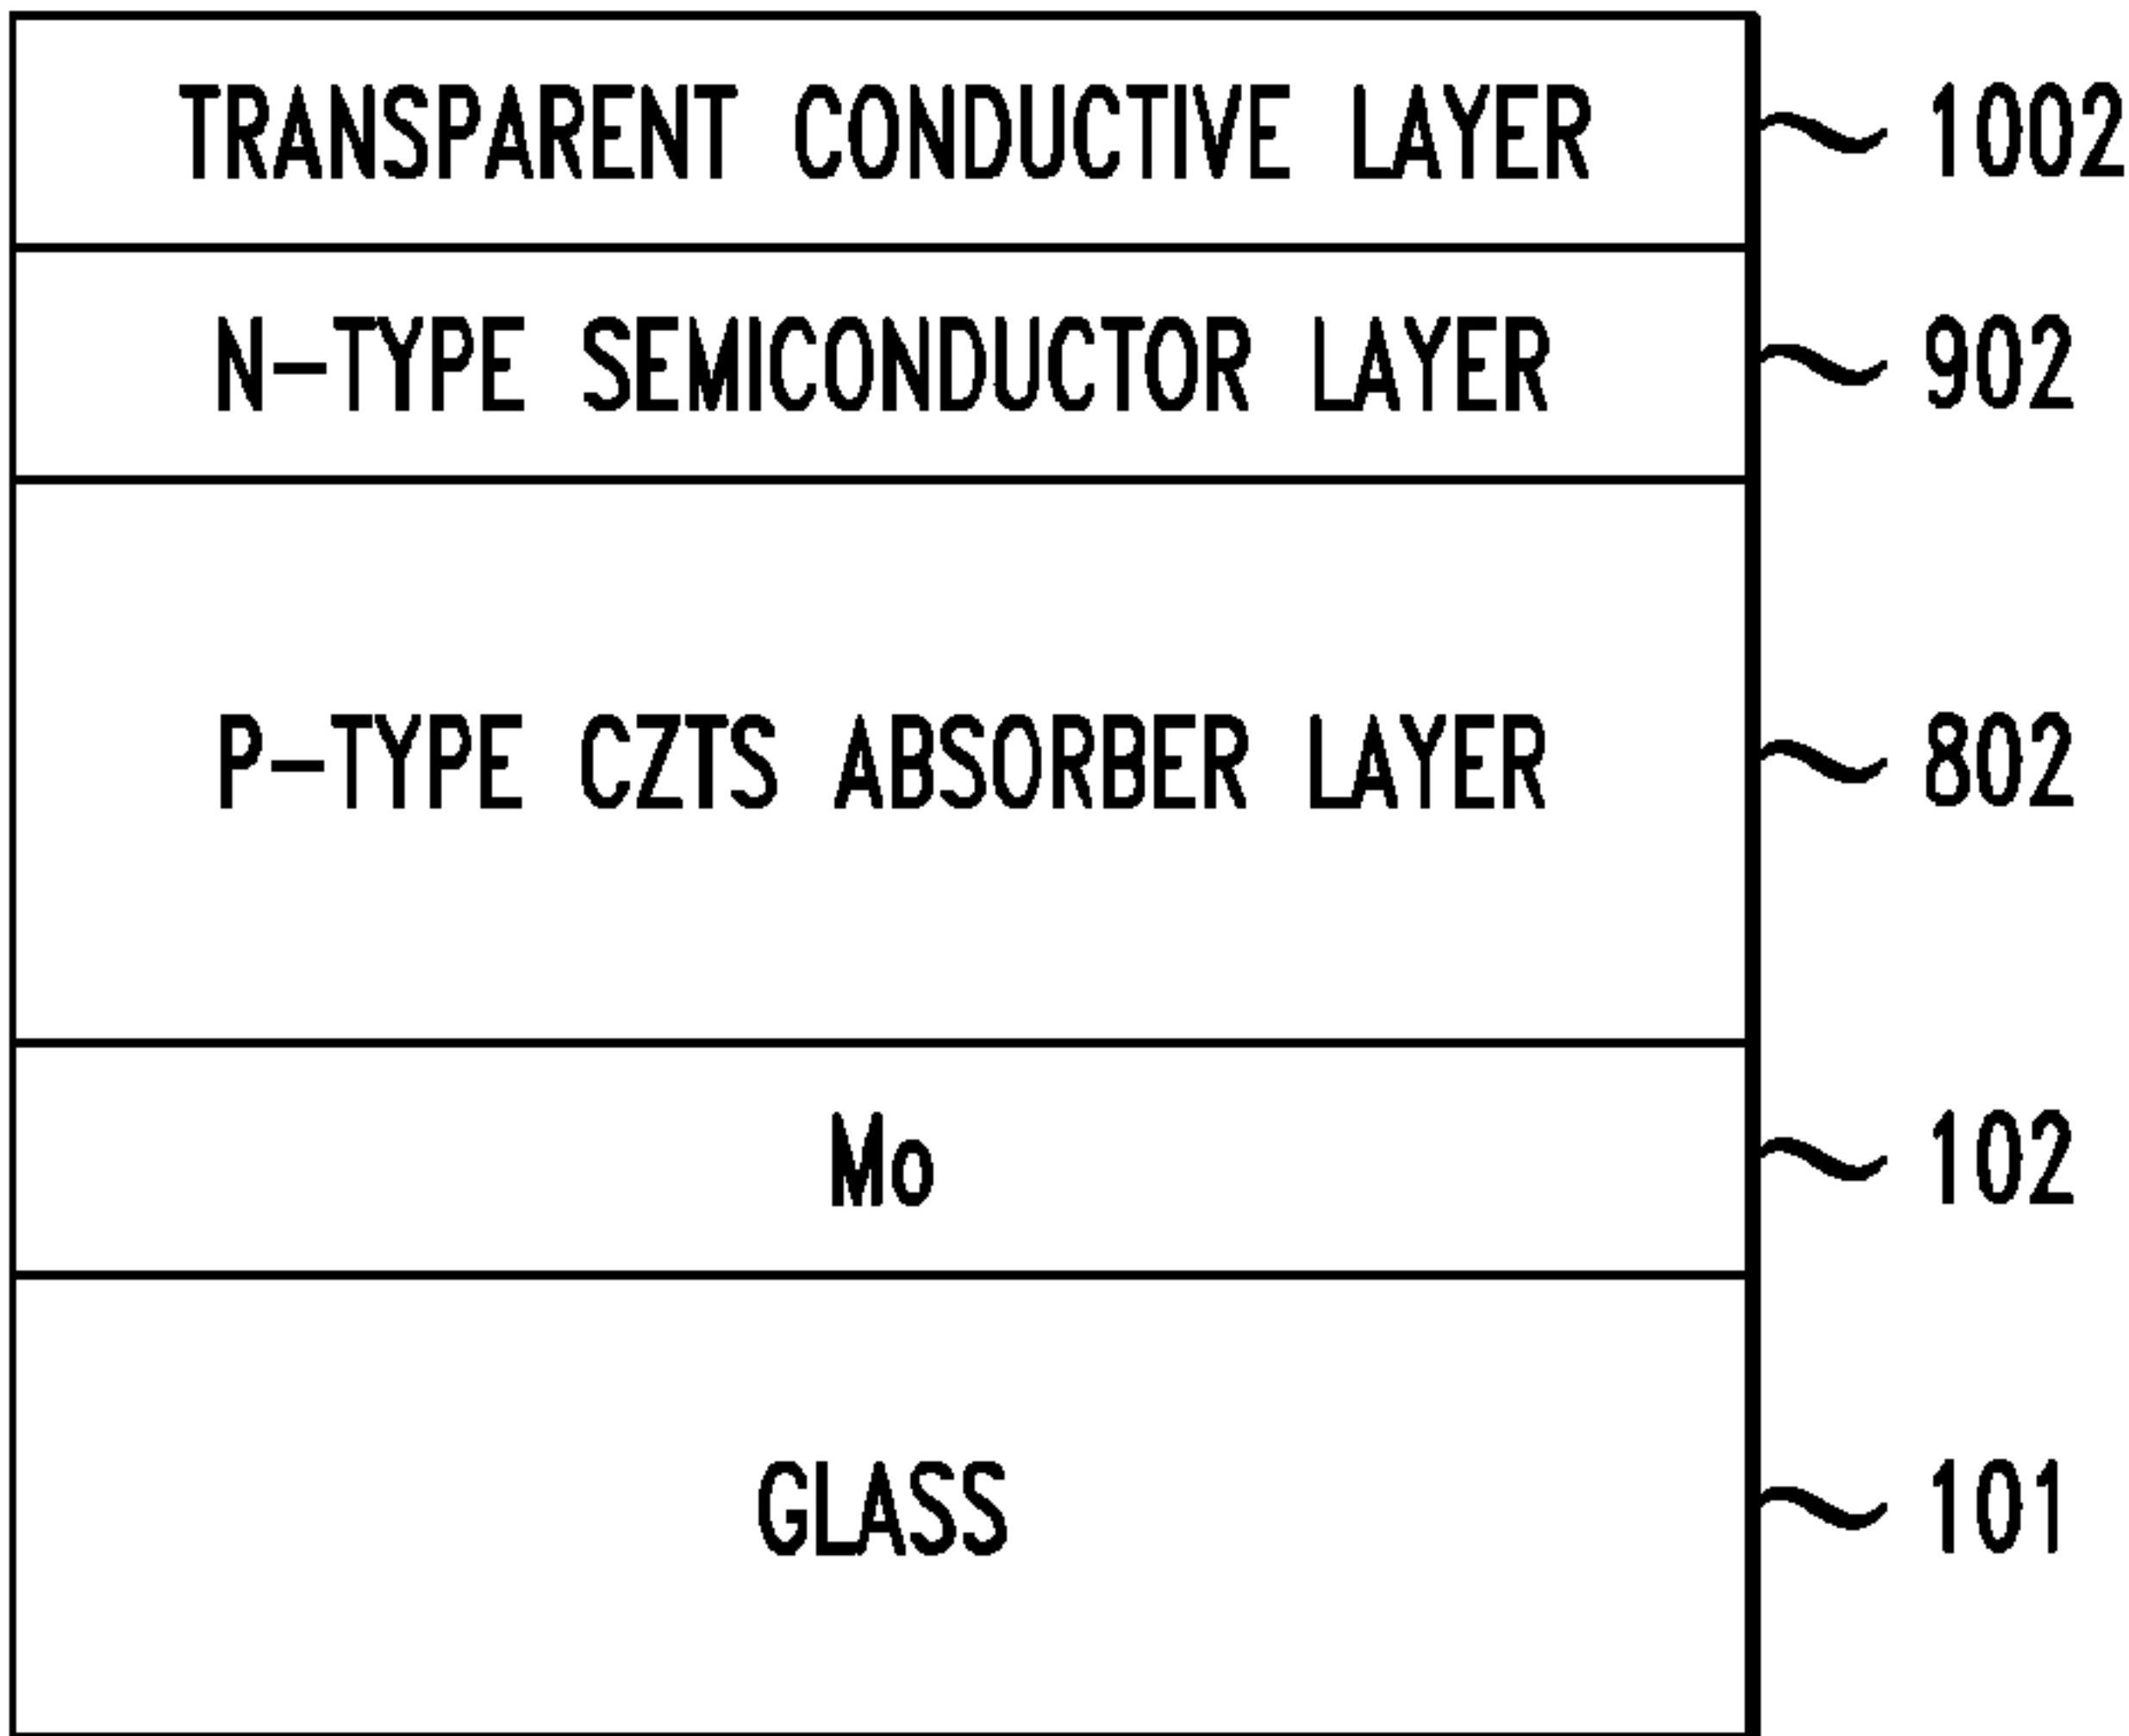 TRANSPARENT CONDUCTIVE LAYER 1002
N-TYPE SEMICONDUCTOR LAYER 902
P-TYPE CZTS ABSORBER LAYER 802
Mo 102
GLASS 101